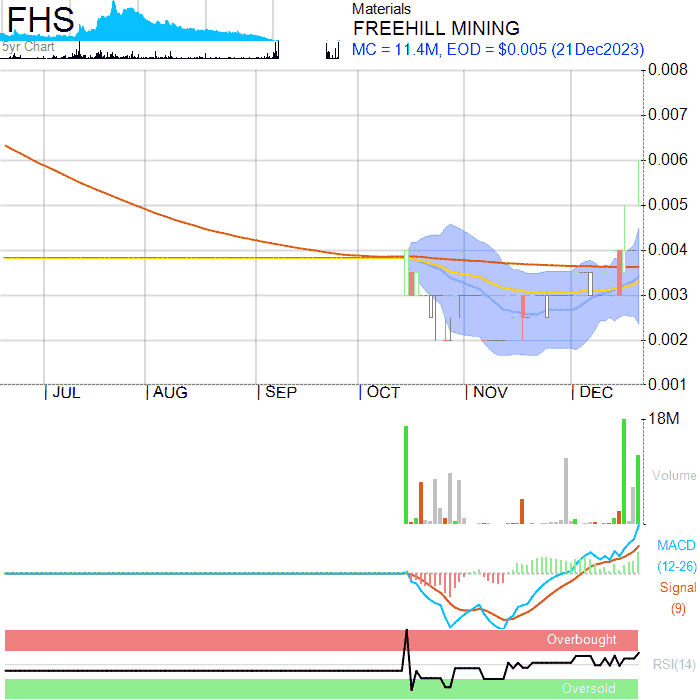 FHS
5yr Chart
Materials
FREEHILL MINING
MC = 11.4M, EOD = $0.005 (21Dec2023)
0.008
0.007
0.006
0.005
0.004
0.003
0.002
0.001
JUL AUG SEP OCT NOV DEC
18M
Volume
MACD
(12-26)
Signal
(9)
Overbought
RSI(14)
Oversold